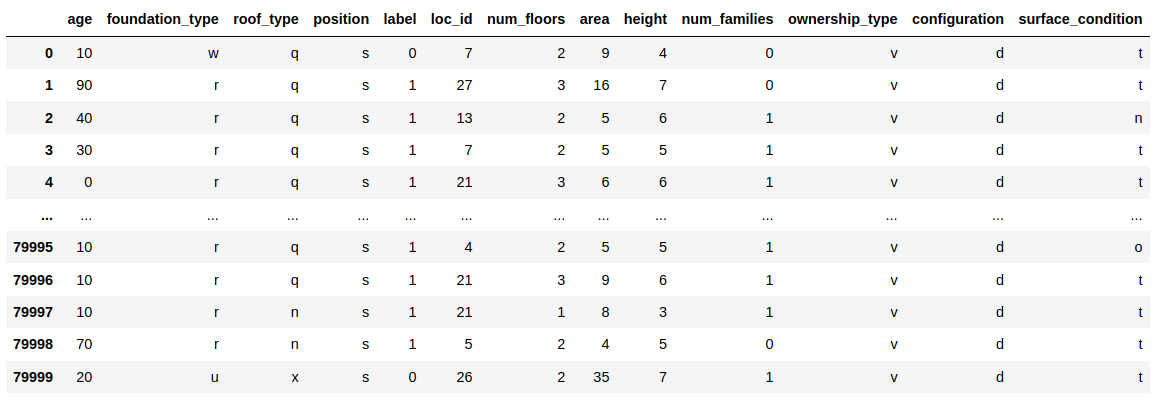 age foundation_type roof_type position label loc_id num_floors area height num_families ownership_type configuration surface_condition
0 10 w q s 0 7 2 9 4 0 v d t
1 90 r q s 1 27 3 16 7 0 v d t
2 40 r q s 1 13 2 5 6 1 v d n
3 30 r q s 1 7 2 5 5 1 v d t
4 0 r q s 1 21 3 6 6 1 v d t
... ... ... ... ... ... ... ... ... ... ... ... ... ...
79995 10 r q s 1 4 2 5 5 1 v d o
79996 10 r q s 1 21 3 9 6 1 v d t
79997 10 r n s 1 21 1 8 3 1 v d t
79998 70 r n s 1 5 2 4 5 0 v d t
79999 20 u x s 0 26 2 35 7 1 v d t